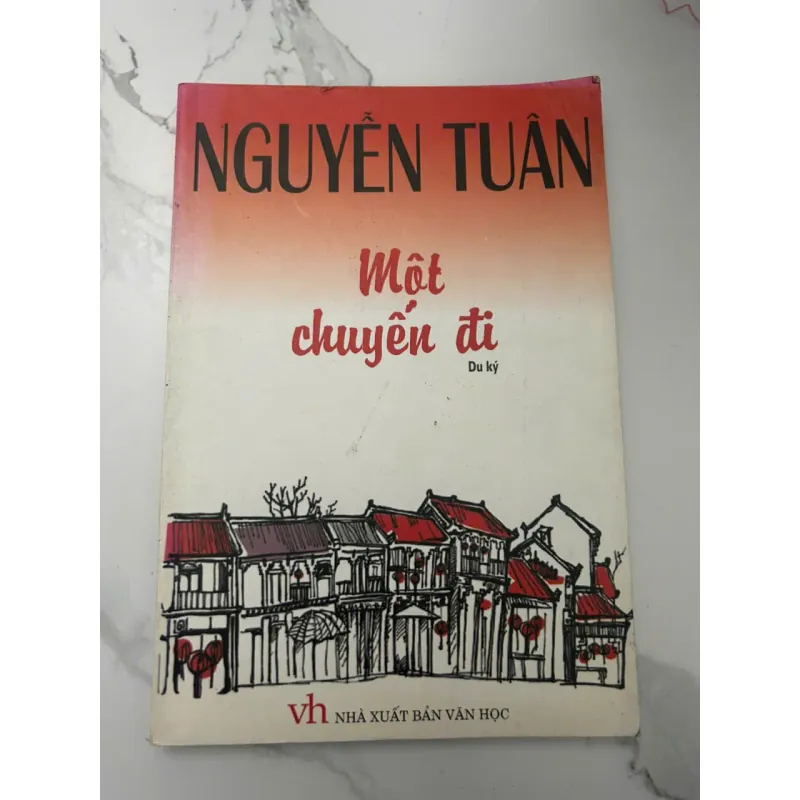 NGUYỄN TUÂN
Một
chuyến đi
Du ký
vh NHÀ XUẤT BẢN VĂN HỌC